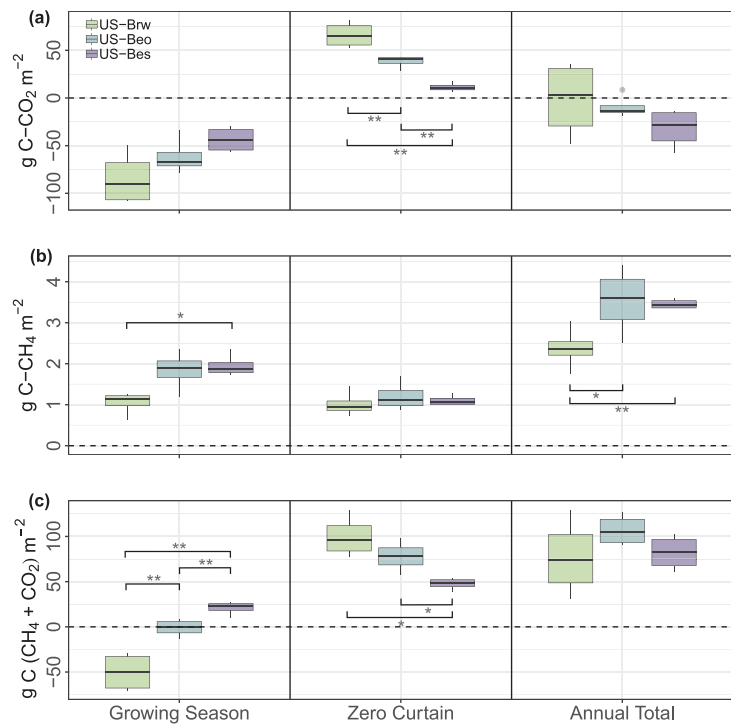 (a)
US-Brw
US-Beo
US-Bes
g C−CO₂ m⁻²
50
0
−50
−100
**
**
**
(b)
g C−CH₄ m⁻²
4
3
2
1
0
*
*
**
(c)
g C (CH₄ + CO₂) m⁻²
100
50
0
−50
**
**
**
*
*
Growing Season Zero Curtain Annual Total